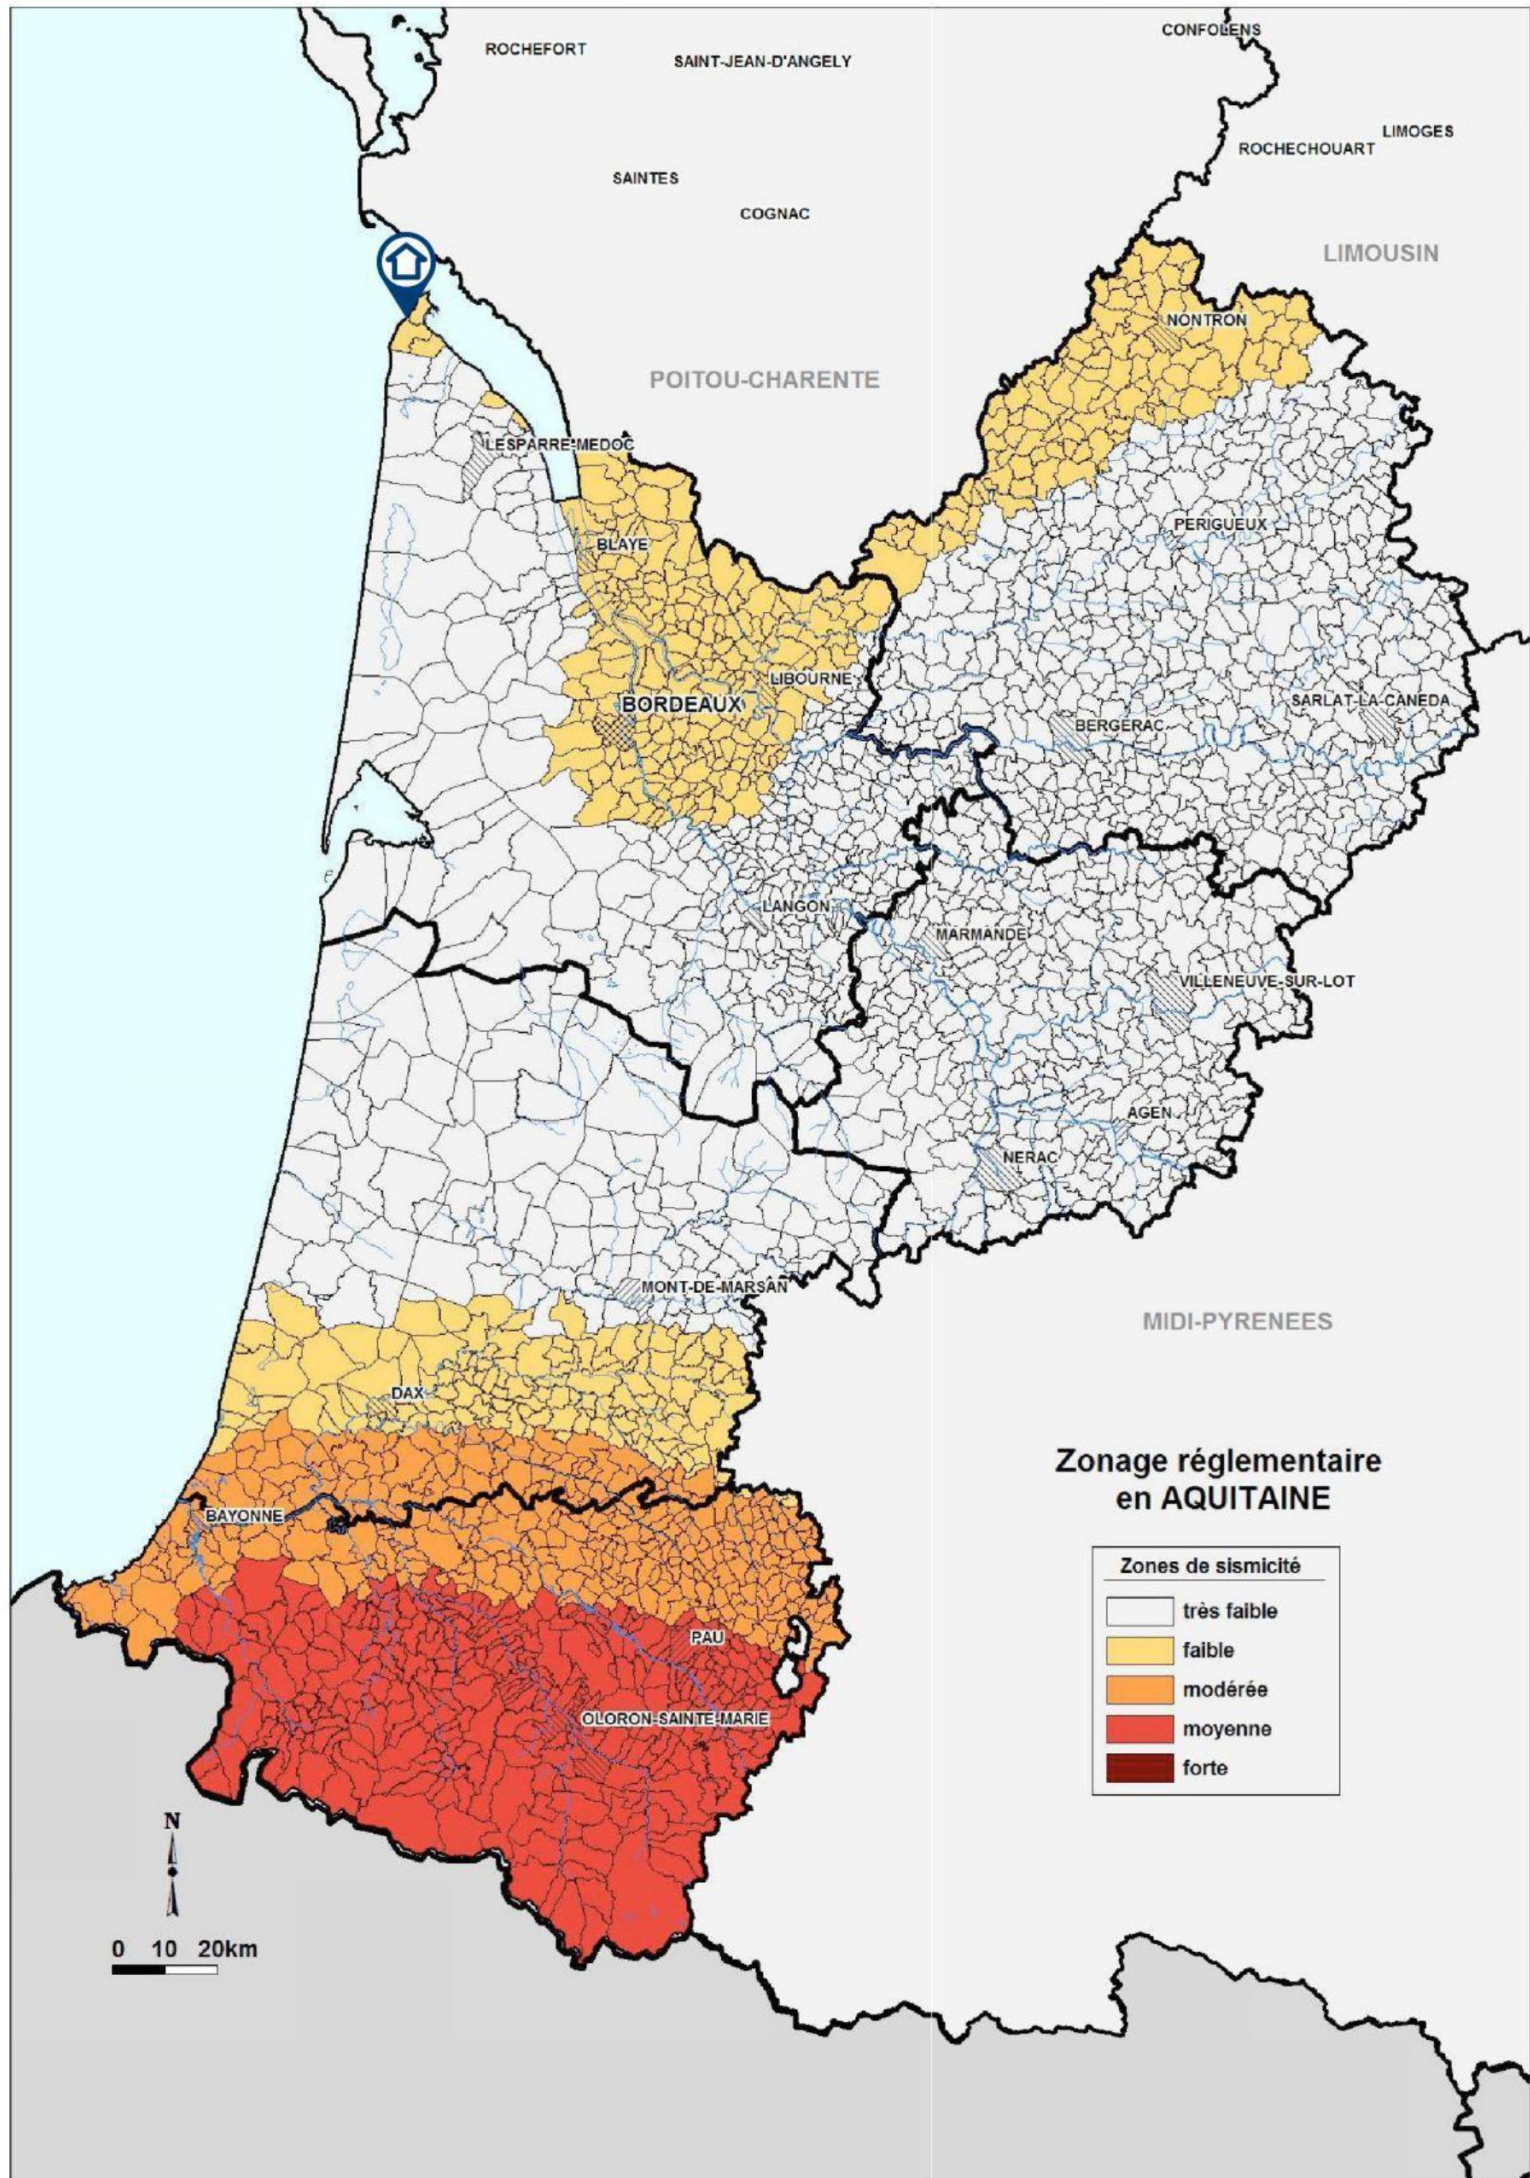 CONFOLENS
ROCHEFORT
SAINT-JEAN-D'ANGELY
LIMOGES
ROCHECHOUART
SAINTES
COGNAC
LIMOUSIN
NONTRON
POITOU-CHARENTE
LESPARRE-MEDOC
PERIGUEUX
BLAYE
LIBOURNE
BORDEAUX
SARLAT-LA-CANEDA
BERGERAC
LANGON
MARMANDE
VILLENEUVE-SUR-LOT
AGEN
NERAC
MONT-DE-MARSAN
MIDI-PYRENEES
DAX
BAYONNE
PAU
OLORON-SAINTE-MARIE
Zonage réglementaire
en AQUITAINE
Zones de sismicité
très faible
faible
modérée
moyenne
forte
N
0 10 20km